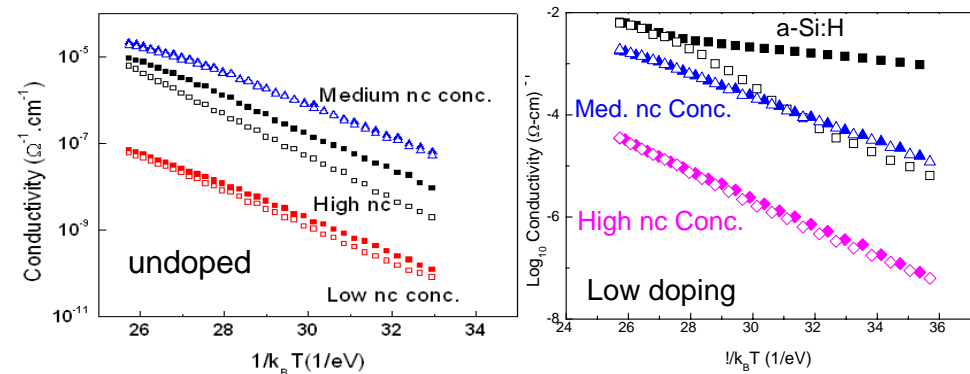 10⁻⁵
10⁻⁷
10⁻⁹
10⁻¹¹
Conductivity (Ω⁻¹.cm⁻¹)
Medium nc conc.
High nc
Low nc conc.
undoped
26 28 30 32 34
1/k_B T (1/eV)
-2
-4
-6
-8
Log₁₀ Conductivity (Ω-cm)⁻¹
a-Si:H
Med. nc Conc.
High nc Conc.
Low doping
24 26 28 30 32 34 36
!/k_B T (1/eV)